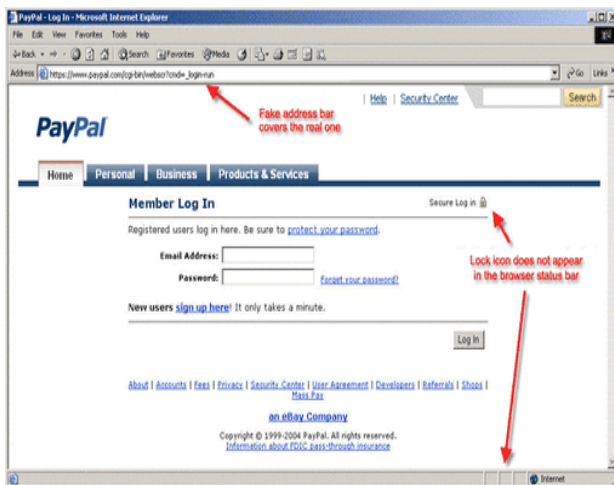 PayPal - Log In - Microsoft Internet Explorer
File Edit View Favorites Tools Help
Back Search Favorites Media
Address https://www.paypal.com/cgi-bin/webscr?cmd=_login-run Go Links
Help | Security Center Search
Fake address bar
covers the real one
PayPal
Home Personal Business Products & Services
Member Log In Secure Log in
Registered users log in here. Be sure to protect your password.
Email Address:
Password: Forget your password?
Lock icon does not appear
in the browser status bar
New users sign up here! It only takes a minute.
Log In
About | Accounts | Fees | Privacy | Security Center | User Agreement | Developers | Referrals | Shops |
Mass Pay
an eBay Company
Copyright © 1999-2004 PayPal. All rights reserved.
Information about FDIC pass-through insurance
Internet